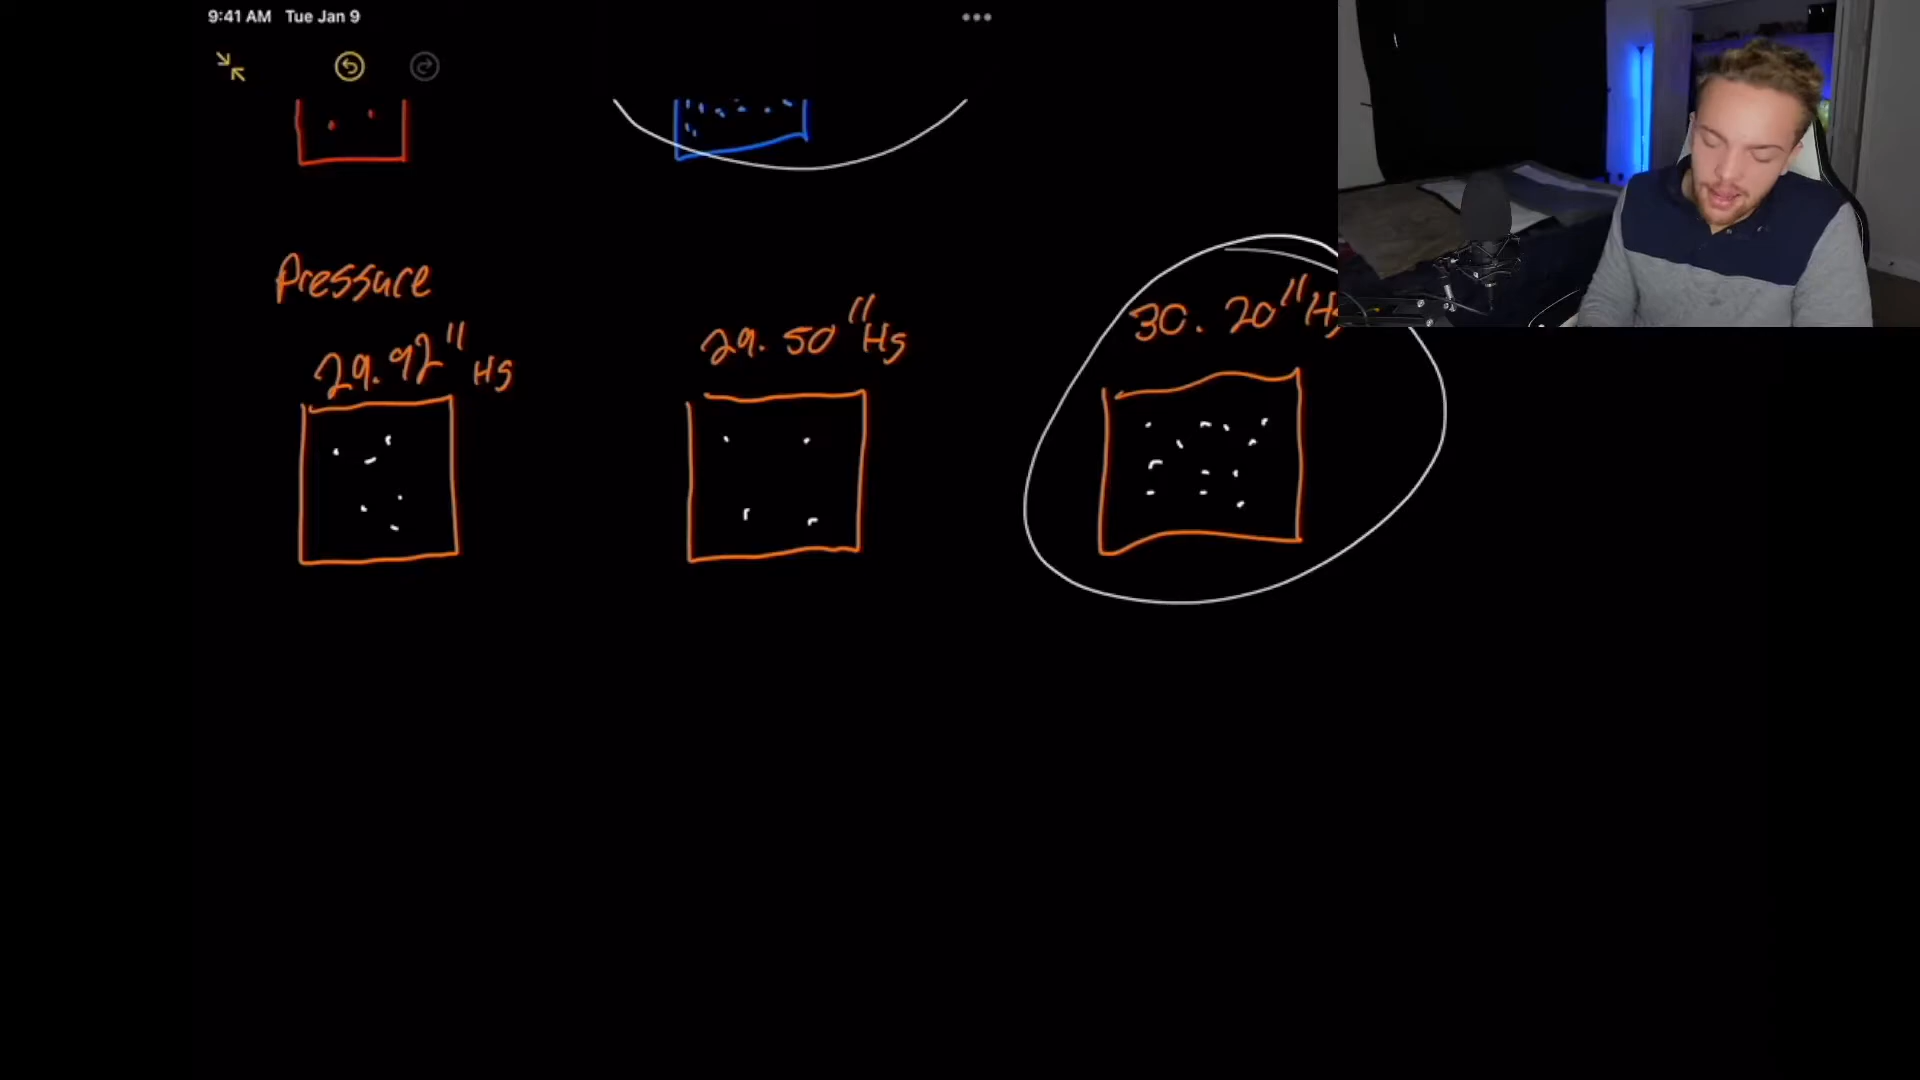 9:41 AM Tue Jan 9
Pressure
29.92" Hg
29.50" Hg
30.20" Hg